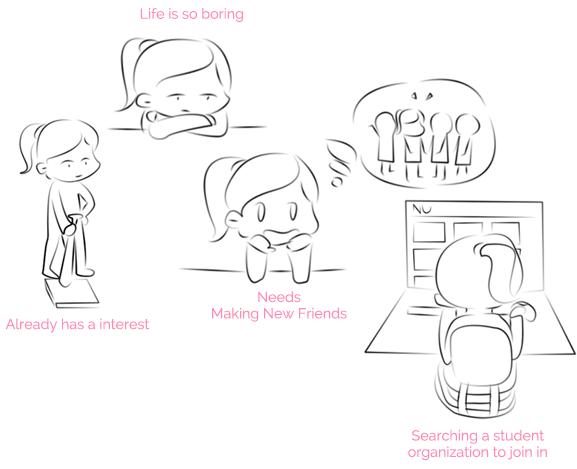 Life is so boring
Already has a interest
Needs
Making New Friends
NU
Searching a student
organization to join in